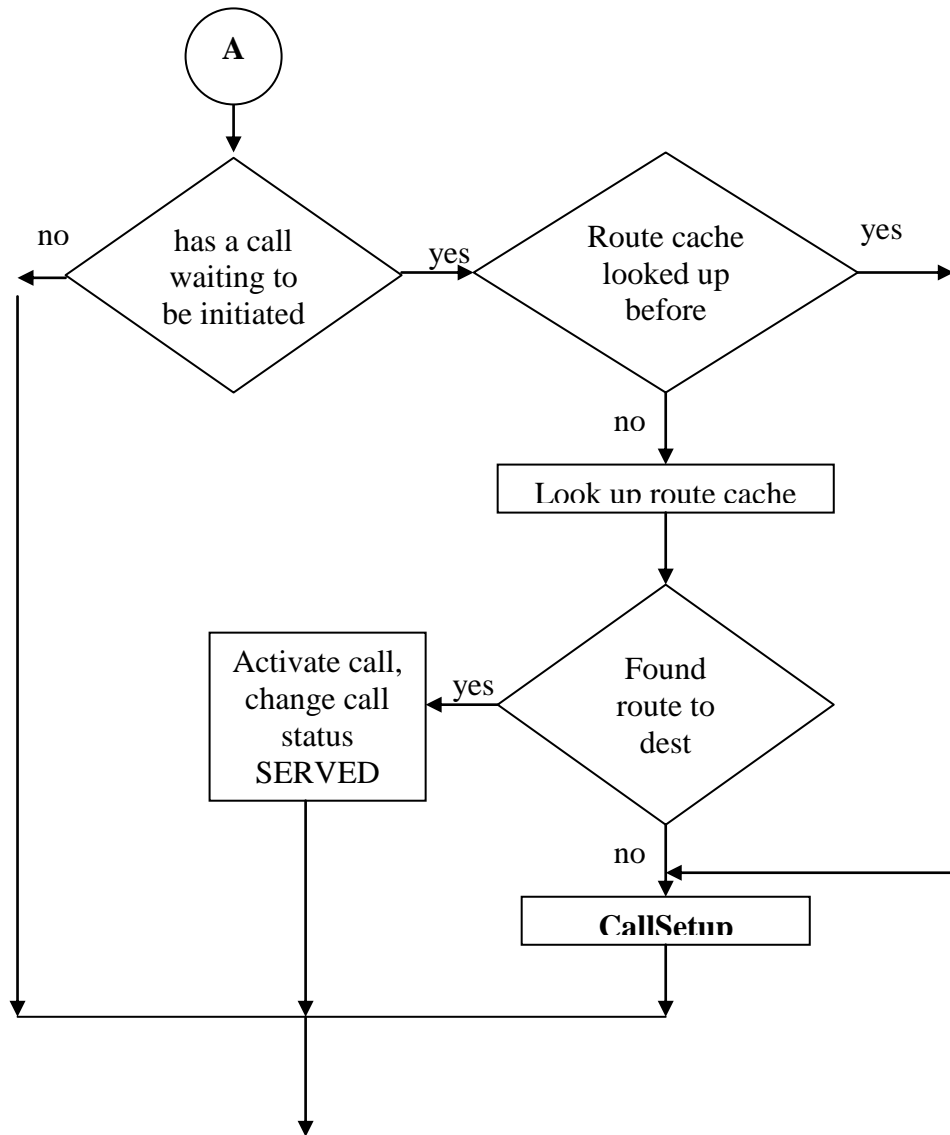 A
no
has a call
waiting to
be initiated
yes
Route cache
looked up
before
yes
no
Look up route cache
Activate call,
change call
status
SERVED
yes
Found
route to
dest
no
CallSetup